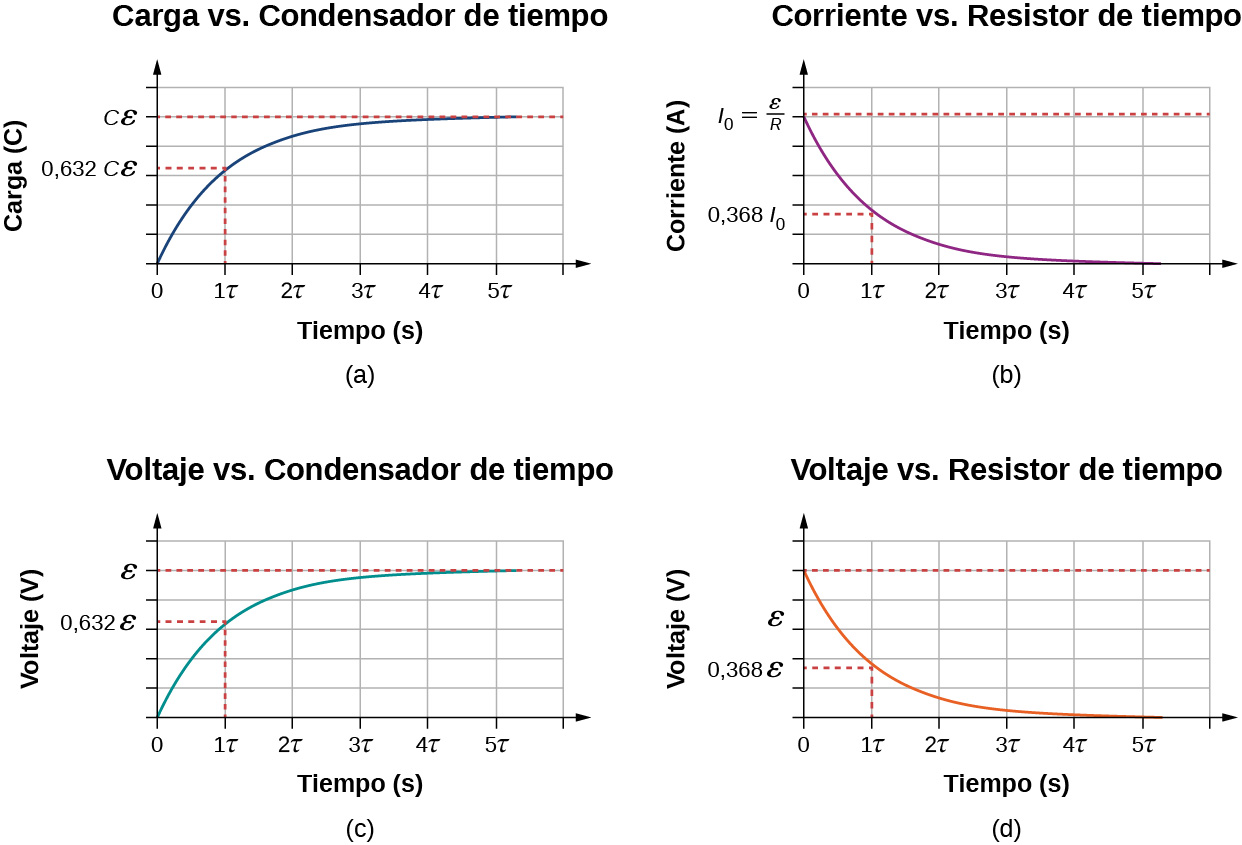 Carga vs. Condensador de tiempo
Carga (C)
Cε
0,632 Cε
0 1τ 2τ 3τ 4τ 5τ
Tiempo (s)
(a)
Corriente vs. Resistor de tiempo
Corriente (A)
I₀ = ε/R
0,368 I₀
0 1τ 2τ 3τ 4τ 5τ
Tiempo (s)
(b)
Voltaje vs. Condensador de tiempo
Voltaje (V)
ε
0,632 ε
0 1τ 2τ 3τ 4τ 5τ
Tiempo (s)
(c)
Voltaje vs. Resistor de tiempo
Voltaje (V)
ε
0,368 ε
0 1τ 2τ 3τ 4τ 5τ
Tiempo (s)
(d)